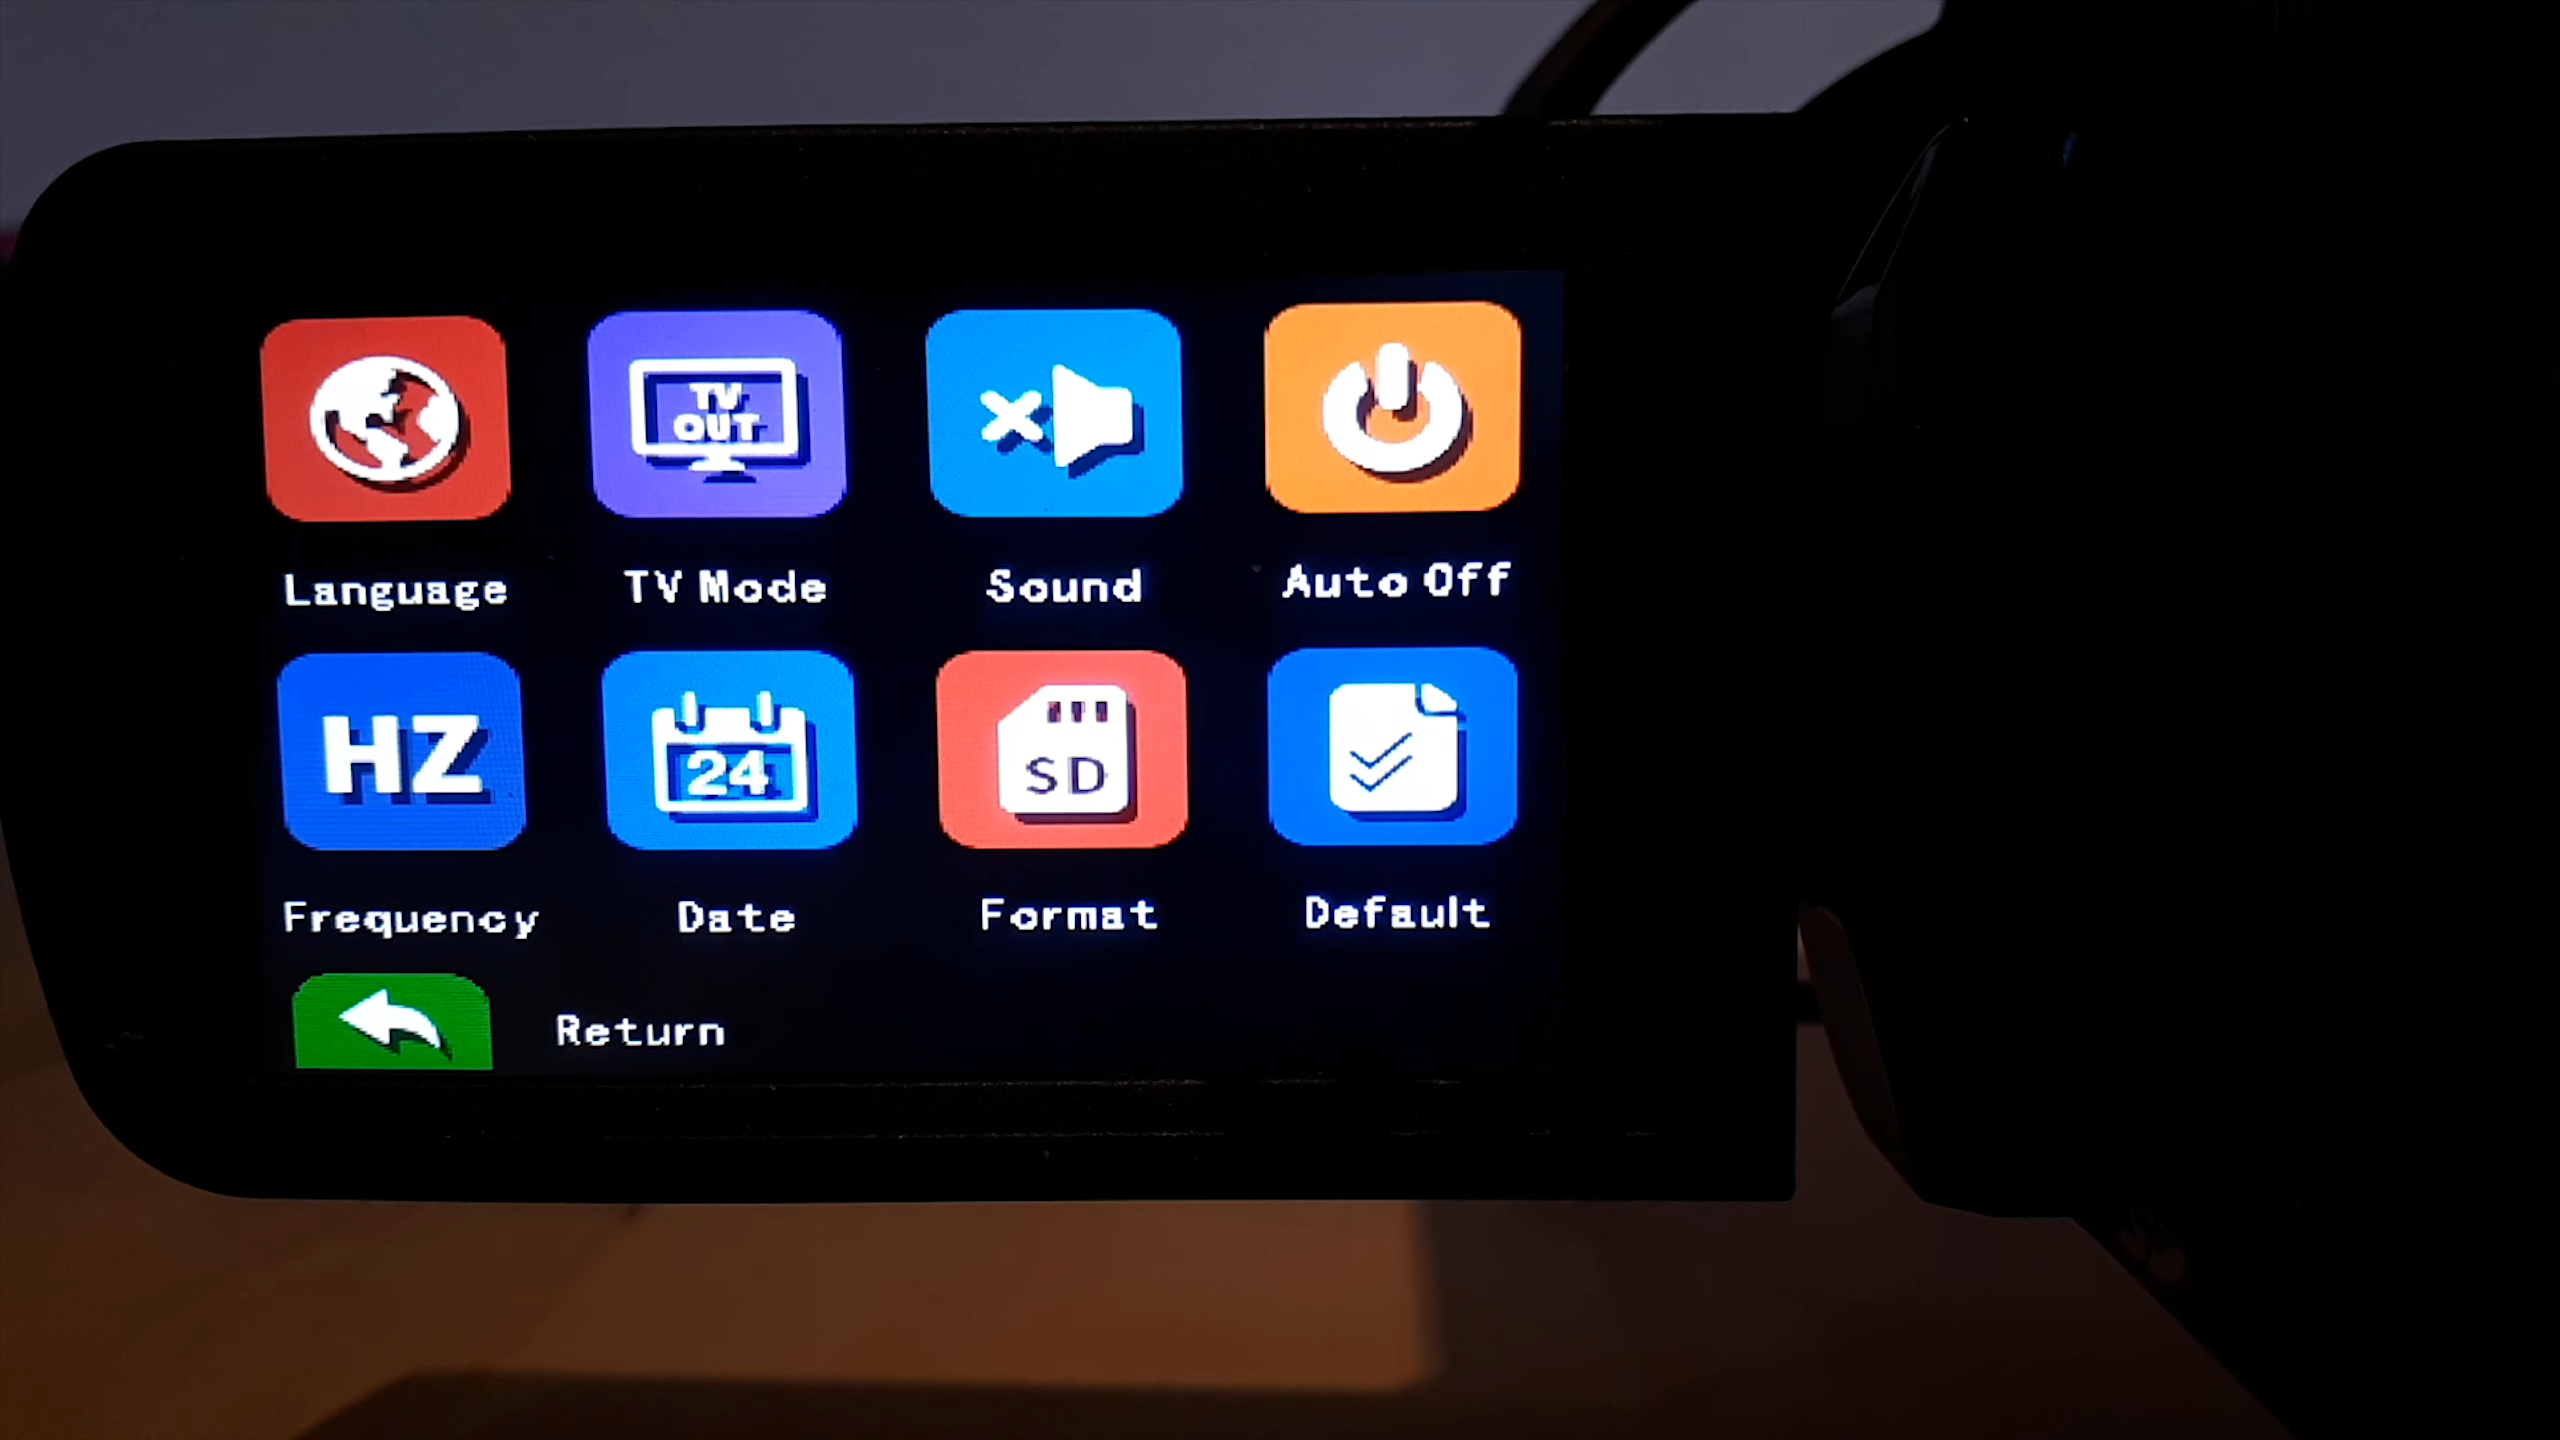 TV
OUT
Language TV Mode Sound Auto Off
HZ 24 SD
Frequency Date Format Default
Return